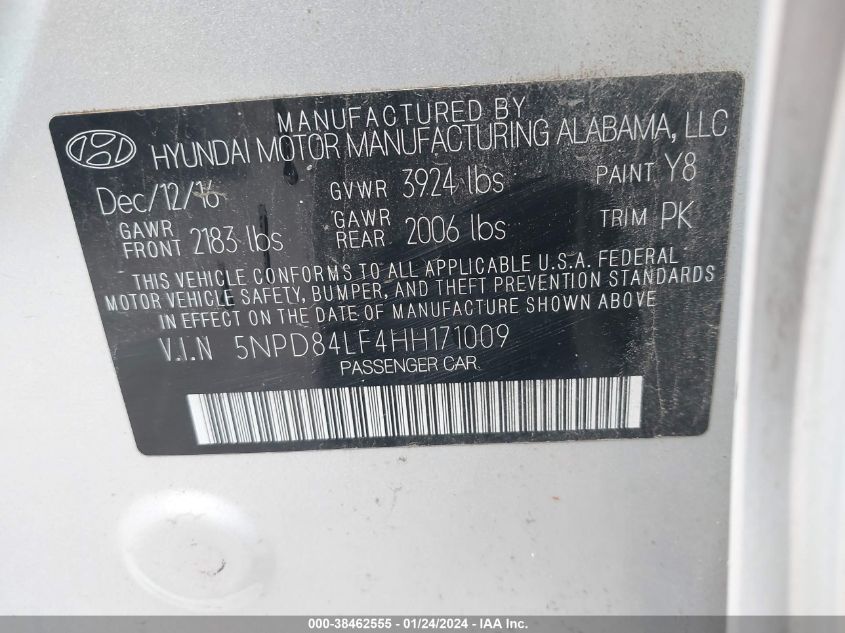 MANUFACTURED BY
HYUNDAI MOTOR MANUFACTURING ALABAMA, LLC
Dec/12/16 GVWR 3924 lbs PAINT Y8
GAWR FRONT 2183 lbs GAWR REAR 2006 lbs TRIM PK
THIS VEHICLE CONFORMS TO ALL APPLICABLE U.S.A. FEDERAL
MOTOR VEHICLE SAFETY, BUMPER, AND THEFT PREVENTION STANDARDS
IN EFFECT ON THE DATE OF MANUFACTURE SHOWN ABOVE
V.I.N 5NPD84LF4HH171009
PASSENGER CAR
000-38462555 - 01/24/2024 - IAA Inc.